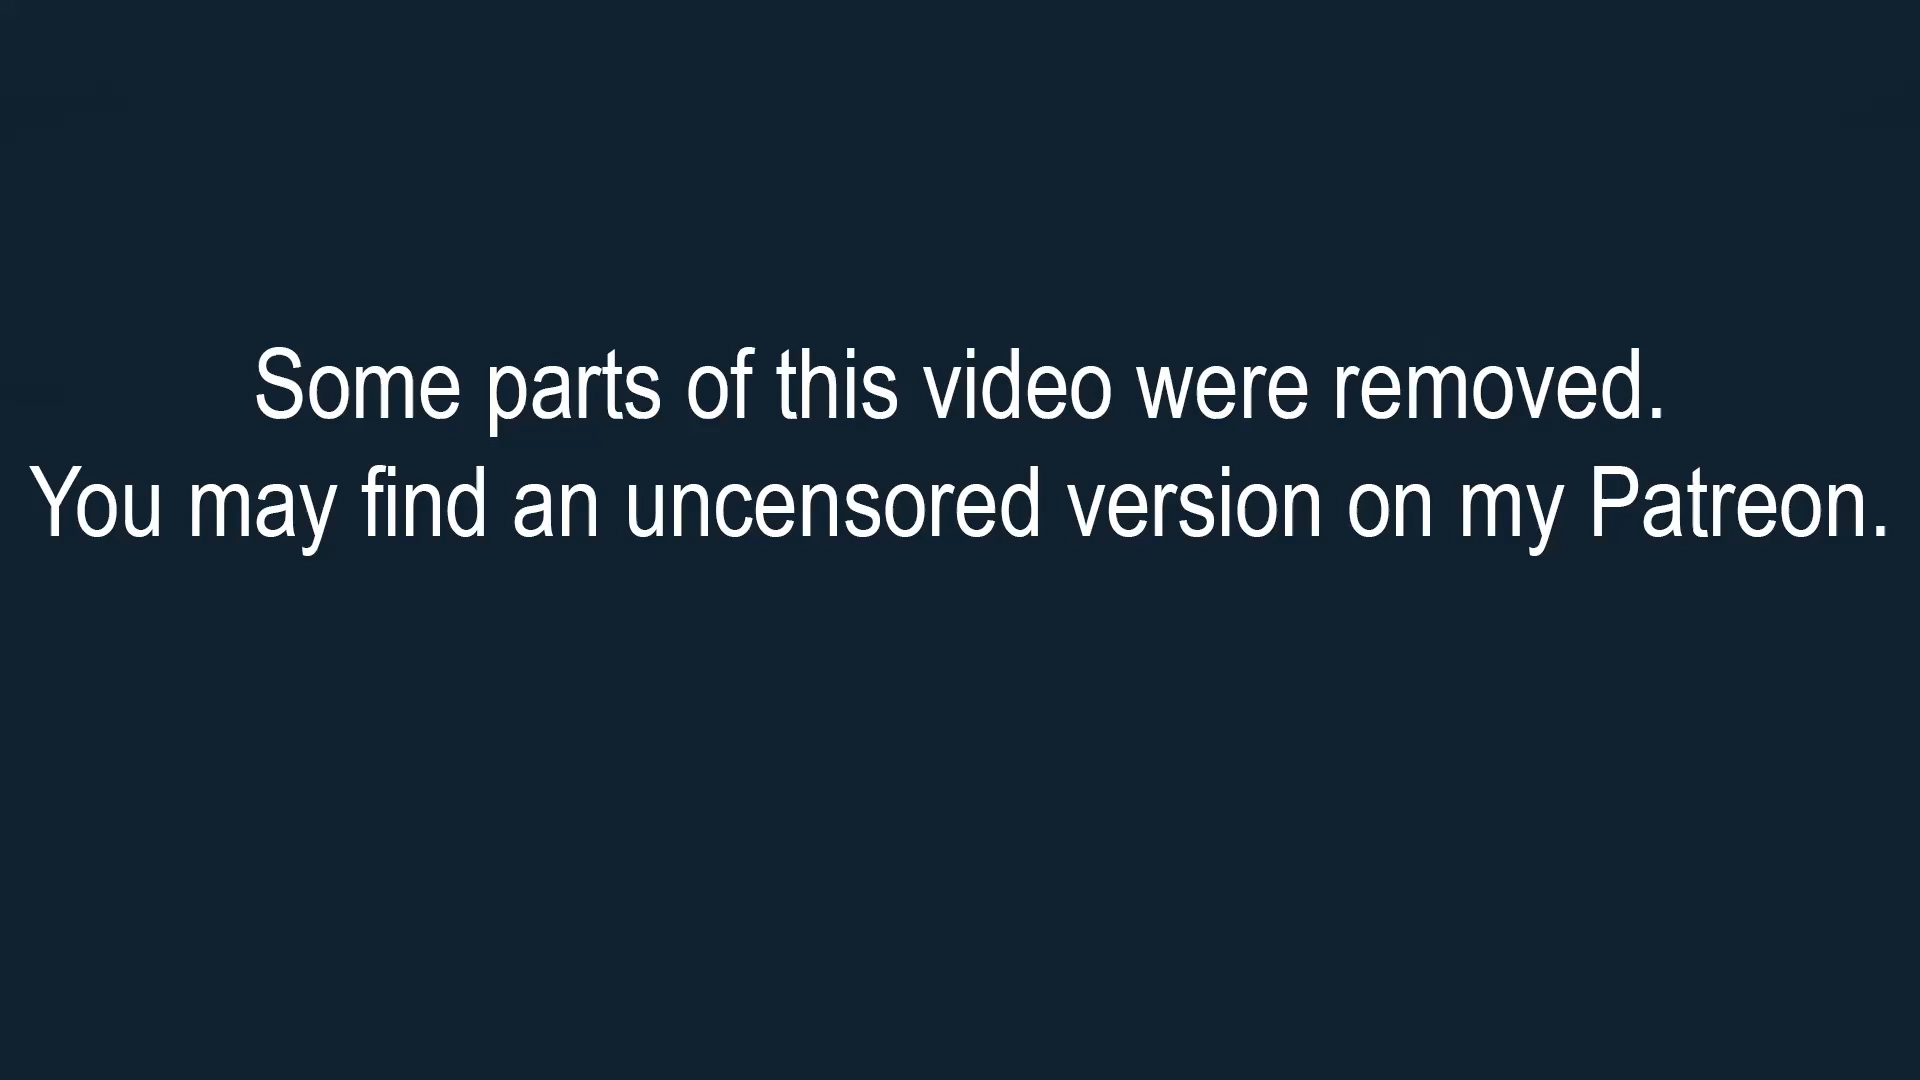 Some parts of this video were removed.
You may find an uncensored version on my Patreon.